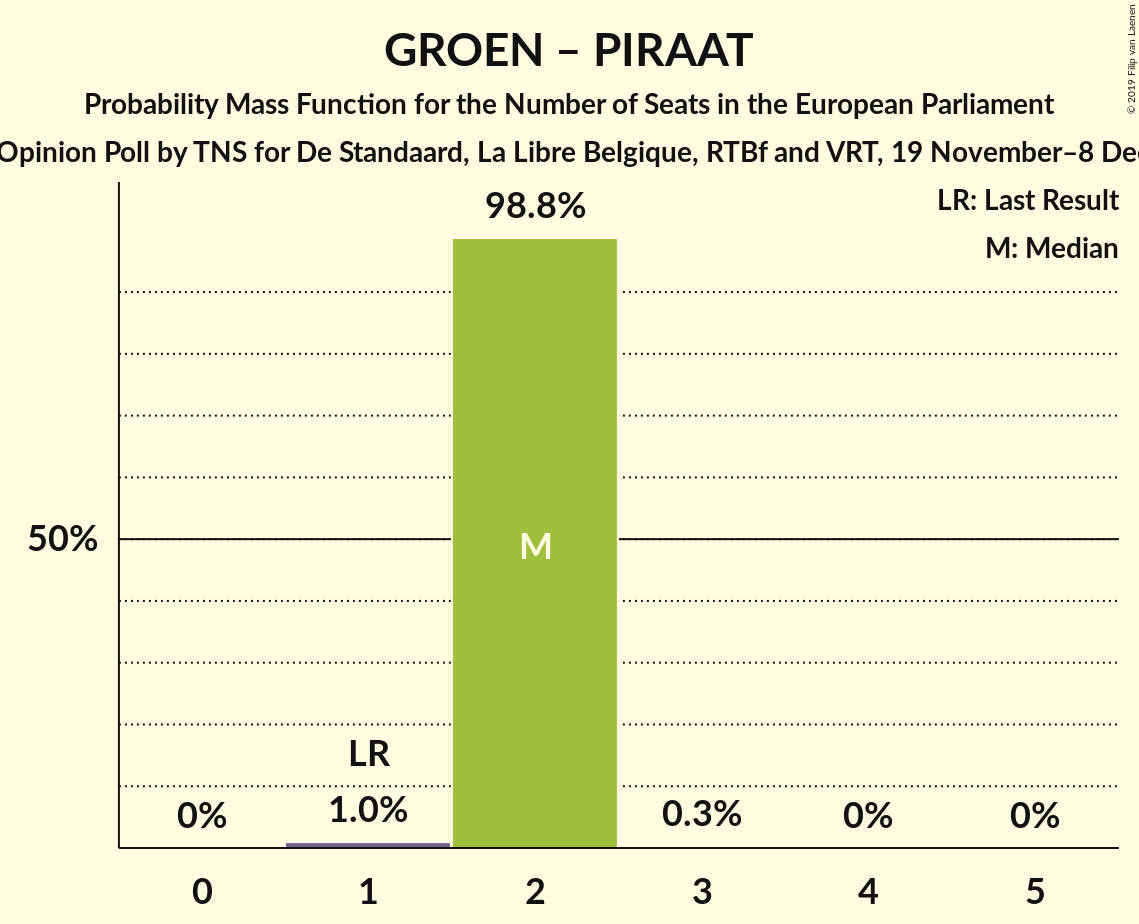 GROEN – PIRAAT
Probability Mass Function for the Number of Seats in the European Parliament
Opinion Poll by TNS for De Standaard, La Libre Belgique, RTBf and VRT, 19 November–8
© 2019 Filip van Laenen
LR: Last Result
M: Median
98.8%
50%
M
LR
0%
1.0%
0.3%
0%
0%
0 1 2 3 4 5